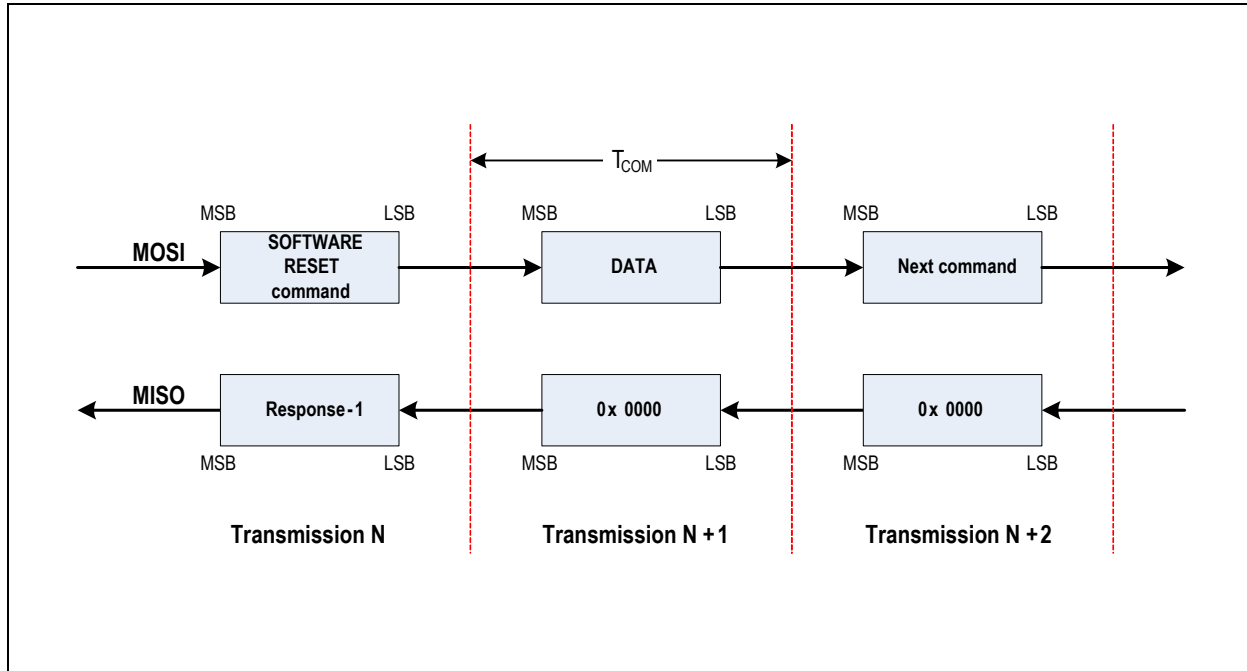 TCOM
MSB LSB MSB LSB MSB LSB
MOSI
SOFTWARE
RESET
command
DATA
Next command
MISO
Response-1
0x 0000
0x 0000
MSB LSB MSB LSB MSB LSB
Transmission N
Transmission N+1
Transmission N+2